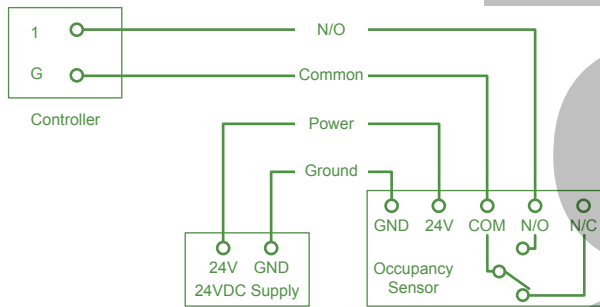 1
N/O
G
Common
Controller
Power
Ground
GND 24V COM N/O N/C
24V GND
24VDC Supply
Occupancy
Sensor